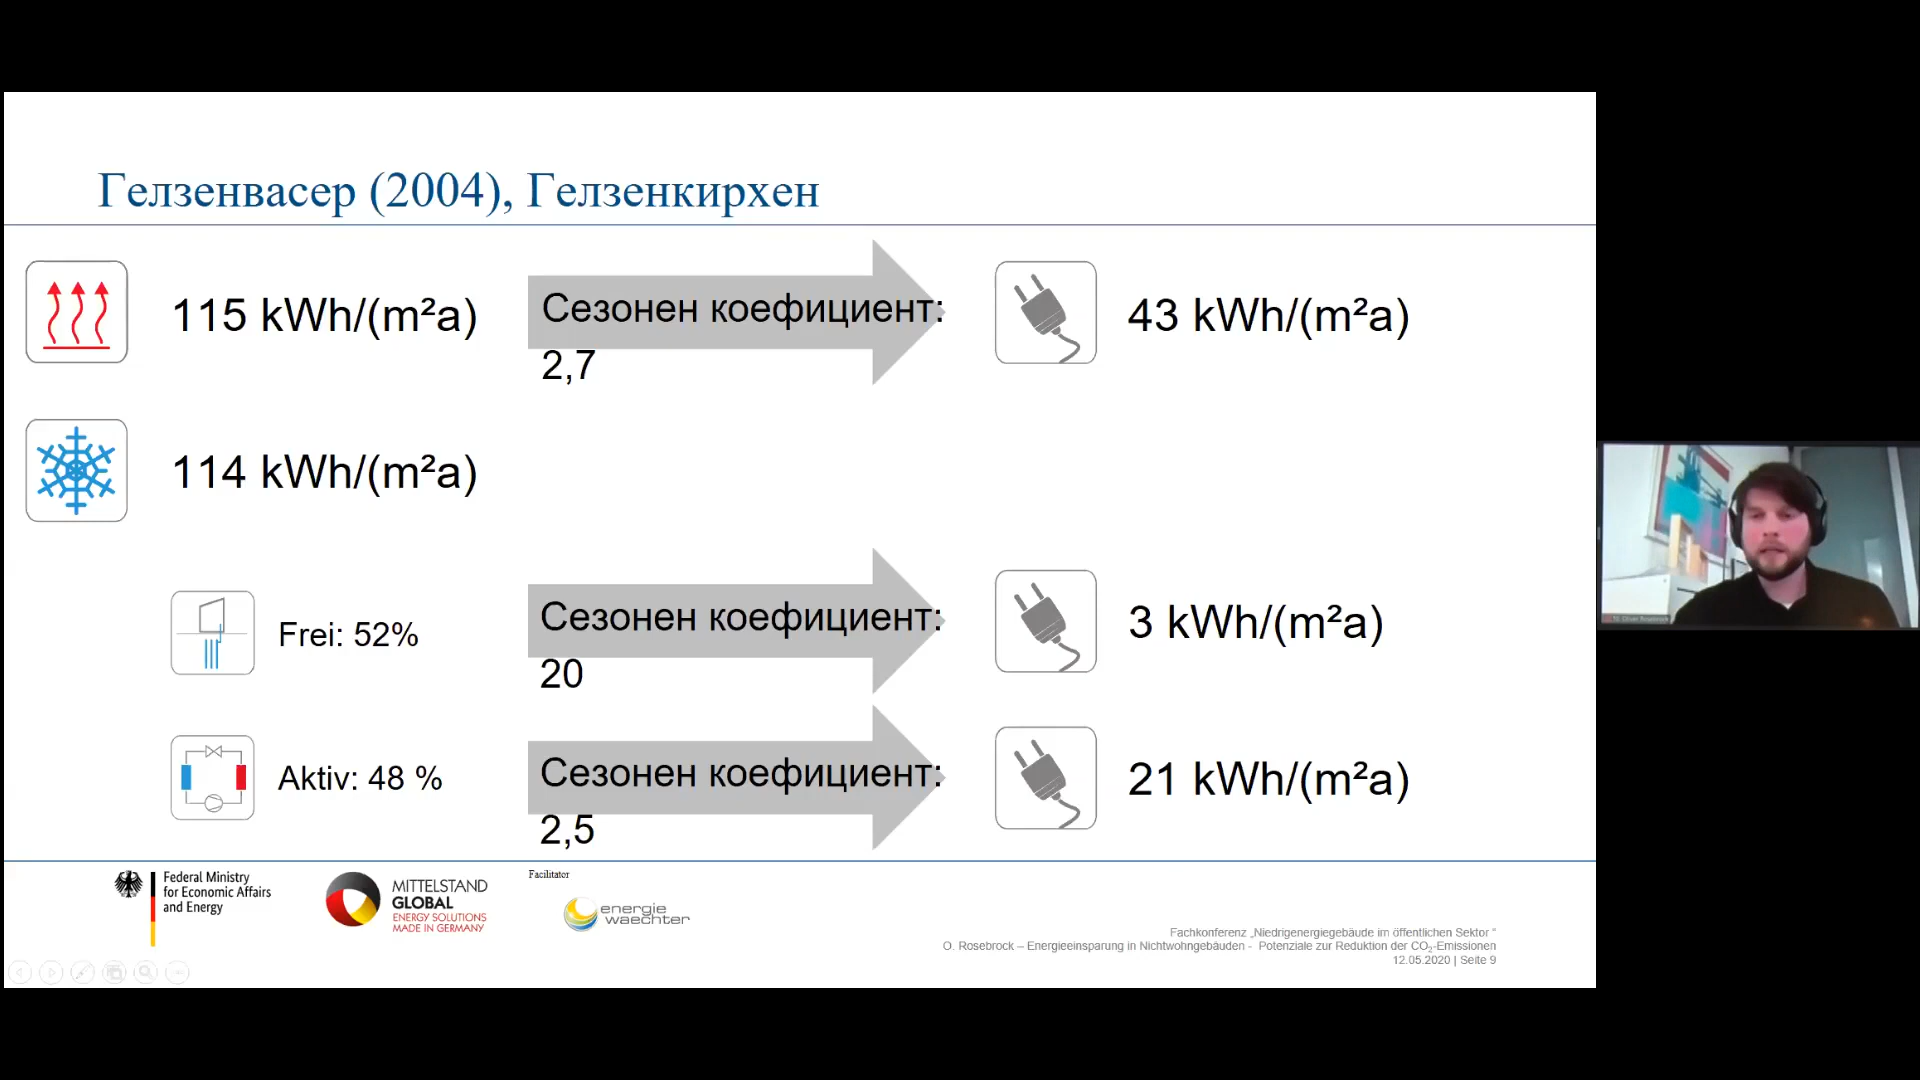 Гелзенвасер (2004), Гелзенкирхен
115 kWh/(m²a)
Сезонен коефициент:
2,7
43 kWh/(m²a)
114 kWh/(m²a)
Frei: 52%
Сезонен коефициент:
20
3 kWh/(m²a)
Aktiv: 48 %
Сезонен коефициент:
2,5
21 kWh/(m²a)
Federal Ministry
for Economic Affairs
and Energy
MITTELSTAND
GLOBAL
ENERGY SOLUTIONS
MADE IN GERMANY
Facilitator
energie
waechter
Fachkonferenz „Niedrigenergiegebäude im öffentlichen Sektor “
O. Rosebrock – Energieeinsparung in Nichtwohngebäuden - Potenziale zur Reduktion der CO₂-Emissionen
12.05.2020 | Seite 9